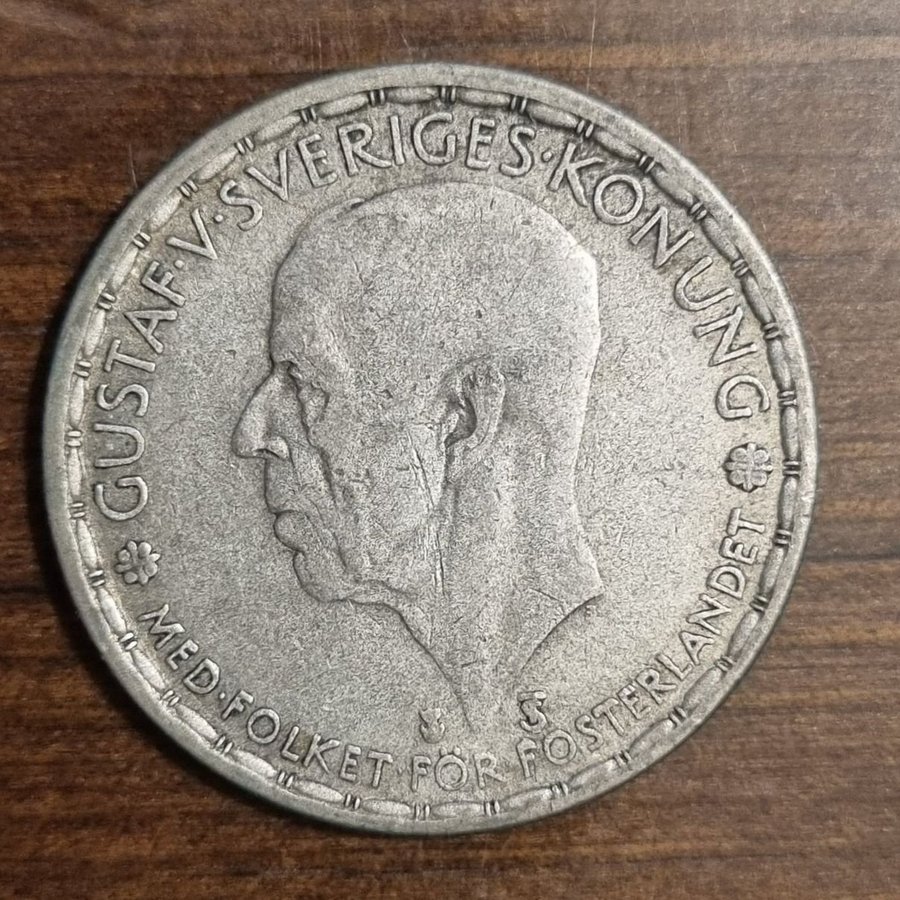 GUSTAF·V·SVERIGES·KONUNG
MED·FOLKET FÖR FOSTERLANDET